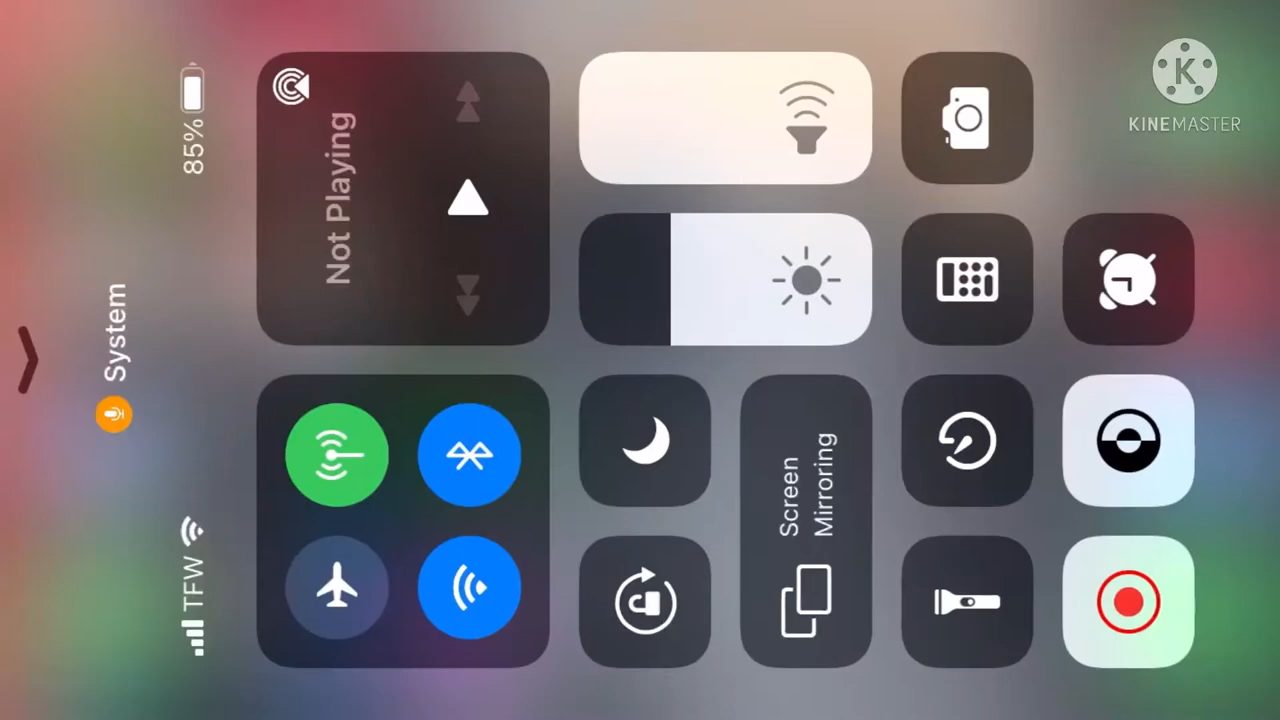 System
TFW
85%
Not Playing
Screen
Mirroring
K
KINEMASTER